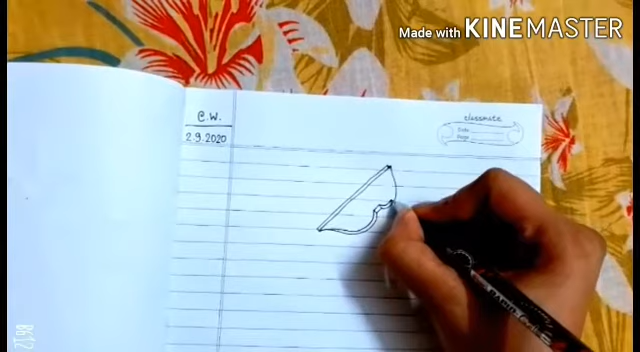 Made with KINEMASTER
C.W.
2.9.2020
classmate
Date
Page